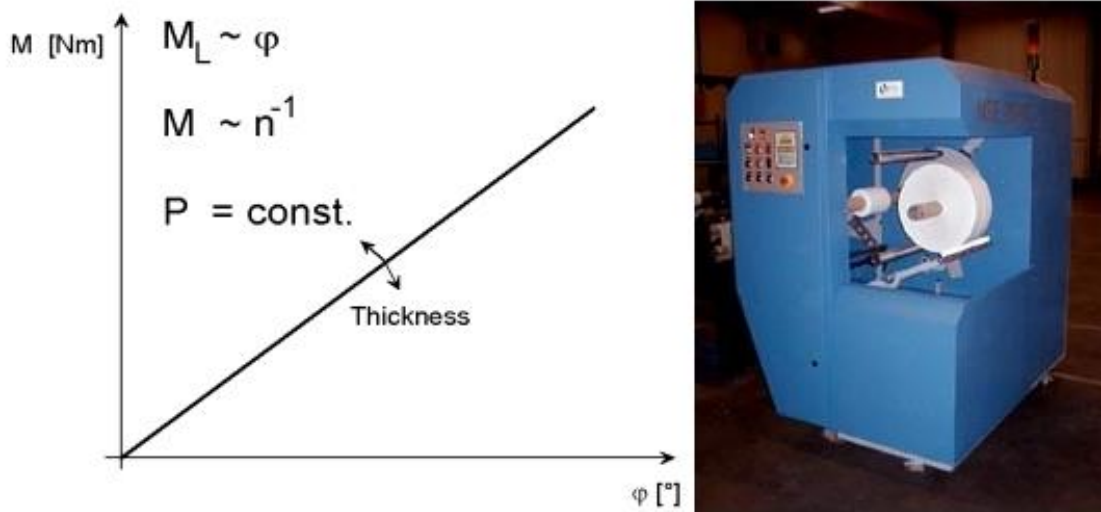 M [Nm]
M_L ~ φ
M ~ n⁻¹
P = const.
Thickness
φ [°]